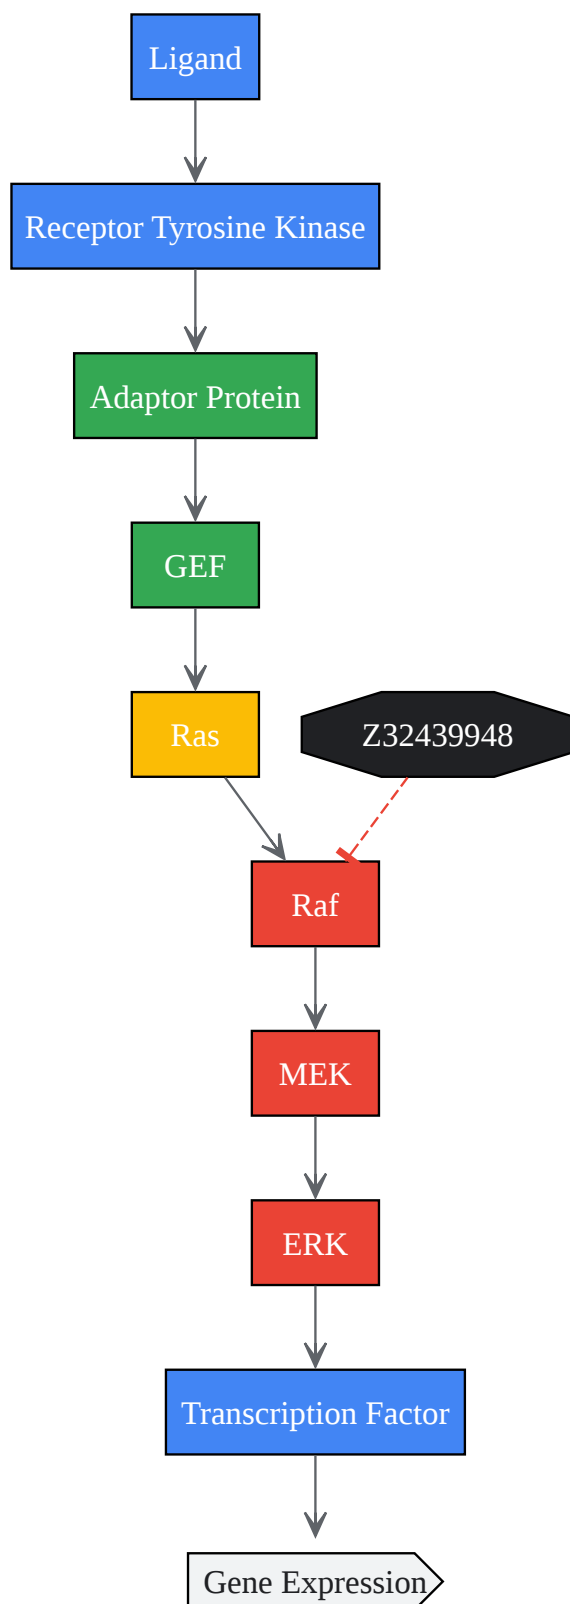 Ligand
Receptor Tyrosine Kinase
Adaptor Protein
GEF
Ras
Z32439948
Raf
MEK
ERK
Transcription Factor
Gene Expression